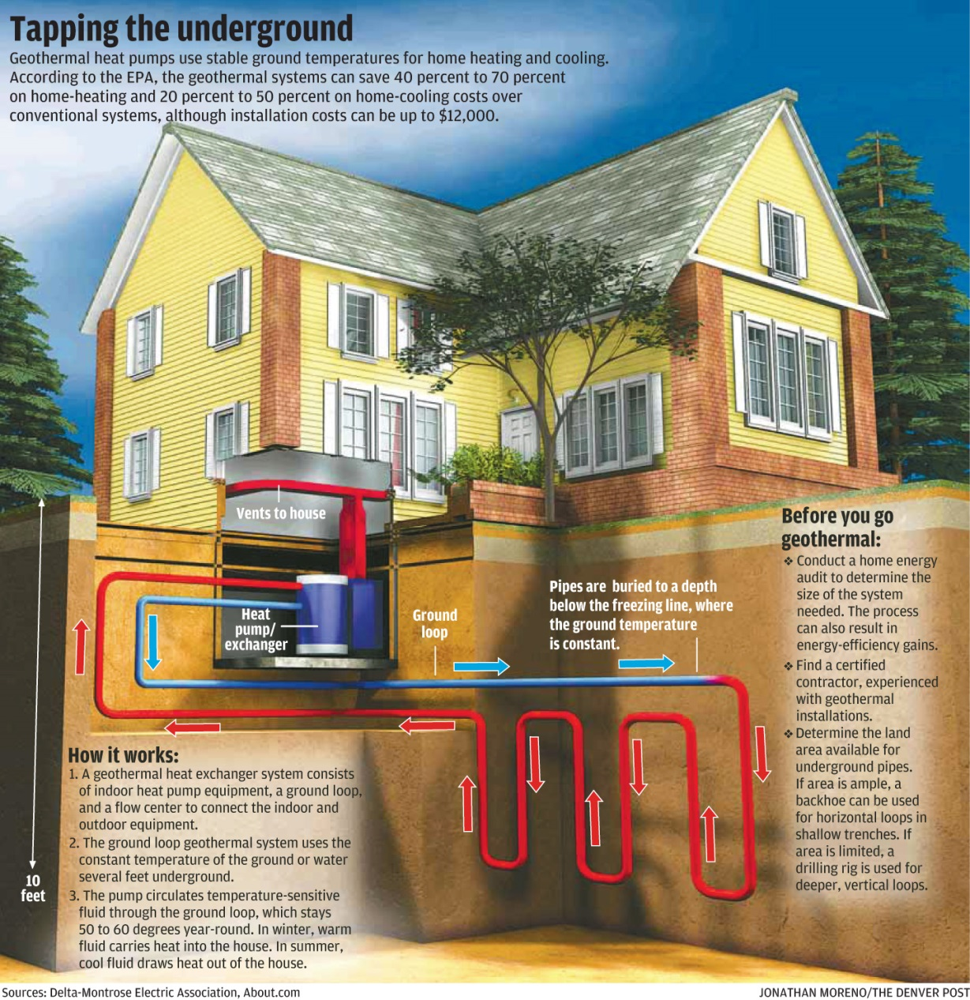 Tapping the underground
Geothermal heat pumps use stable ground temperatures for home heating and cooling.
According to the EPA, the geothermal systems can save 40 percent to 70 percent
on home-heating and 20 percent to 50 percent on home-cooling costs over
conventional systems, although installation costs can be up to $12,000.
Vents to house
Heat
pump/
exchanger
Ground
loop
Pipes are buried to a depth
below the freezing line, where
the ground temperature
is constant.
10
feet
How it works:
1. A geothermal heat exchanger system consists
of indoor heat pump equipment, a ground loop,
and a flow center to connect the indoor and
outdoor equipment.
2. The ground loop geothermal system uses the
constant temperature of the ground or water
several feet underground.
3. The pump circulates temperature-sensitive
fluid through the ground loop, which stays
50 to 60 degrees year-round. In winter, warm
fluid carries heat into the house. In summer,
cool fluid draws heat out of the house.
Before you go
geothermal:
❖ Conduct a home energy
audit to determine the
size of the system
needed. The process
can also result in
energy-efficiency gains.
❖ Find a certified
contractor, experienced
with geothermal
installations.
❖ Determine the land
area available for
underground pipes.
If area is ample, a
backhoe can be used
for horizontal loops in
shallow trenches. If
area is limited, a
drilling rig is used for
deeper, vertical loops.
Sources: Delta-Montrose Electric Association, About.com
JONATHAN MORENO/THE DENVER POST